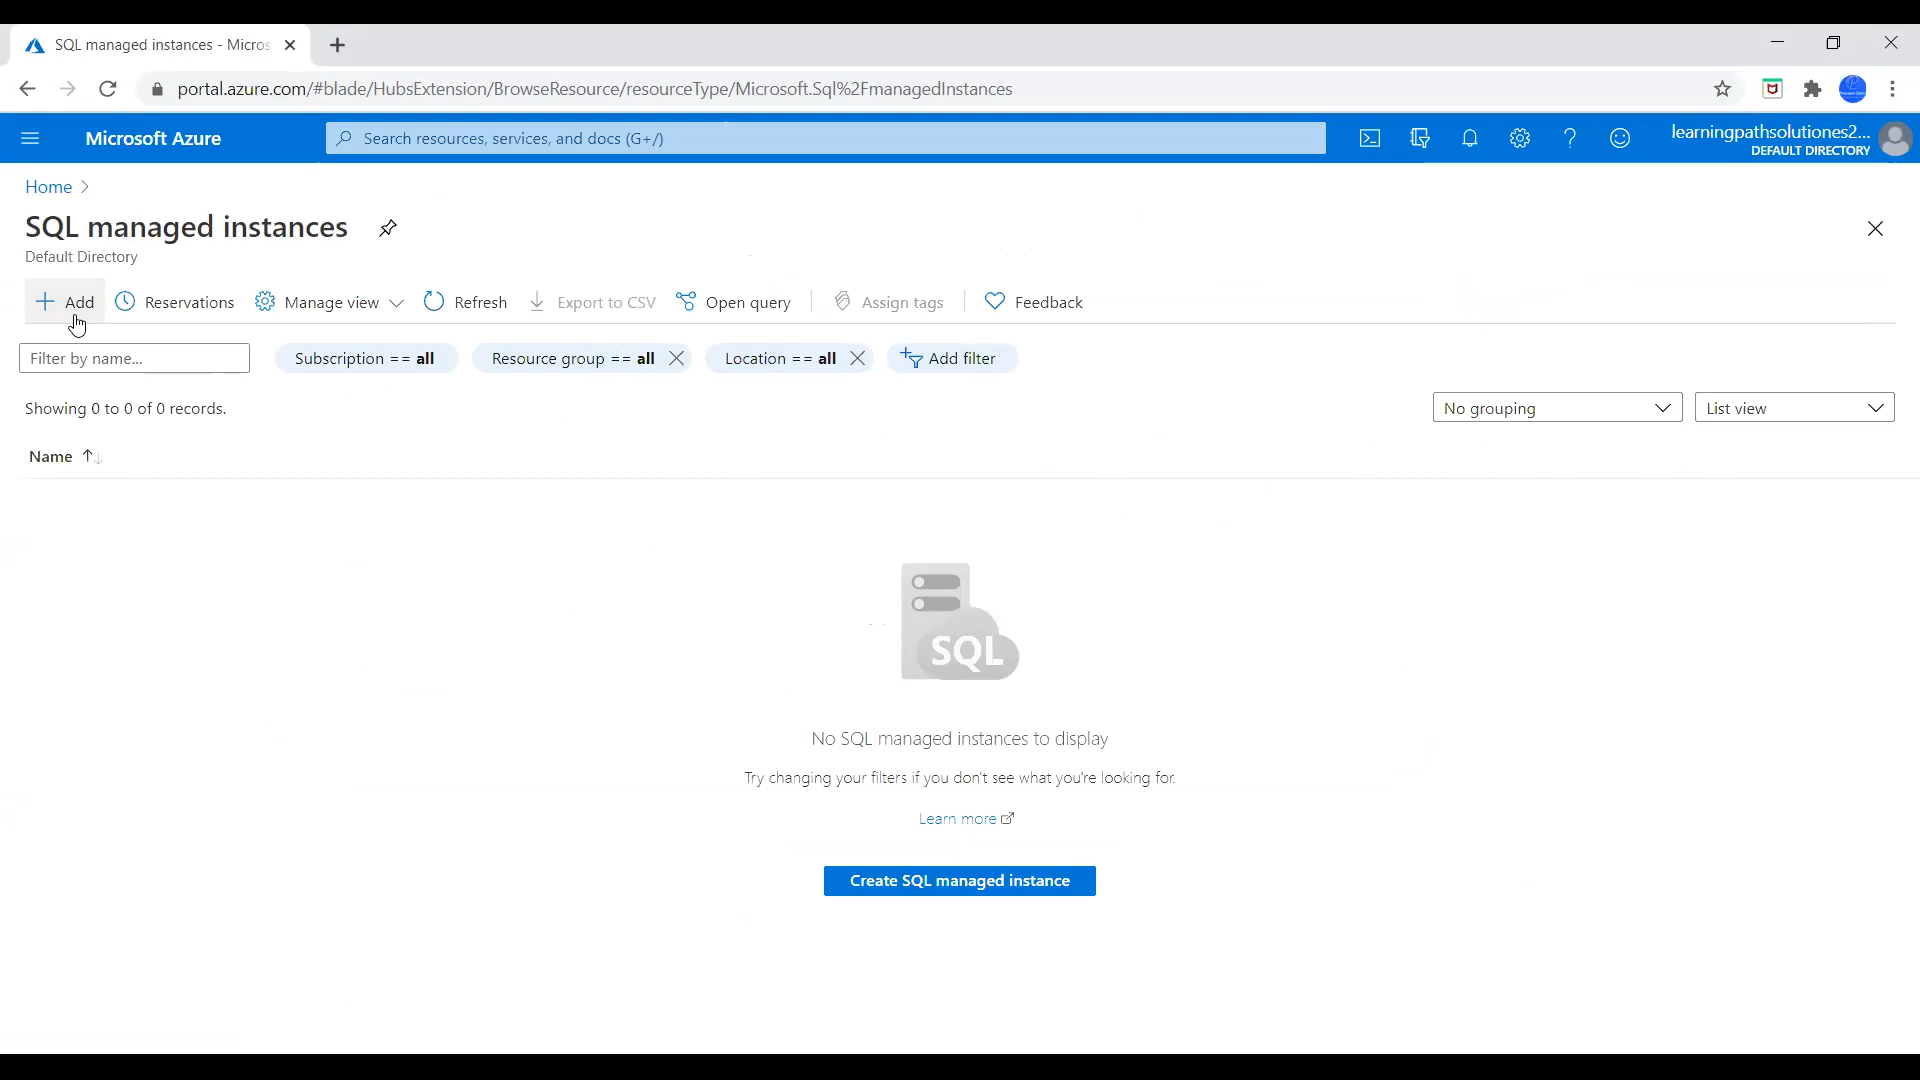 SQL managed instances - Micros
portal.azure.com/#blade/HubsExtension/BrowseResource/resourceType/Microsoft.Sql%2FmanagedInstances
Microsoft Azure
Search resources, services, and docs (G+/)
learningpathsolutiones2...
DEFAULT DIRECTORY
Home
SQL managed instances
Default Directory
Add Reservations Manage view Refresh Export to CSV Open query Assign tags Feedback
Filter by name... Subscription == all Resource group == all Location == all Add filter
Showing 0 to 0 of 0 records. No grouping List view
Name
SQL
No SQL managed instances to display
Try changing your filters if you don't see what you're looking for.
Learn more
Create SQL managed instance